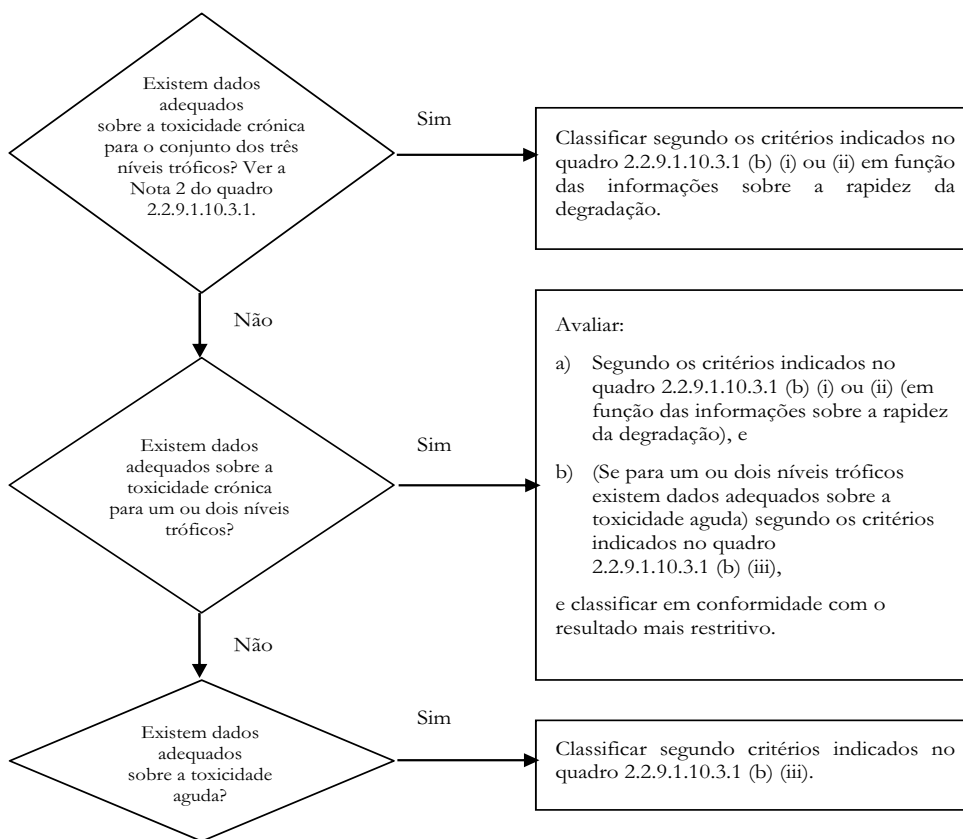 Existem dados
adequados
sobre a toxicidade crónica
para o conjunto dos três
níveis tróficos? Ver a
Nota 2 do quadro
2.2.9.1.10.3.1.
Sim
Classificar segundo os critérios indicados no
quadro 2.2.9.1.10.3.1 (b) (i) ou (ii) em função
das informações sobre a rapidez da
degradação.
Não
Existem dados
adequados sobre a
toxicidade crónica
para um ou dois níveis
tróficos?
Sim
Avaliar:
a) Segundo os critérios indicados no
quadro 2.2.9.1.10.3.1 (b) (i) ou (ii) (em
função das informações sobre a rapidez
da degradação), e
b) (Se para um ou dois níveis tróficos
existem dados adequados sobre a
toxicidade aguda) segundo os critérios
indicados no quadro
2.2.9.1.10.3.1 (b) (iii),
e classificar em conformidade com o
resultado mais restritivo.
Não
Existem dados
adequados
sobre a toxicidade
aguda?
Sim
Classificar segundo critérios indicados no
quadro 2.2.9.1.10.3.1 (b) (iii).